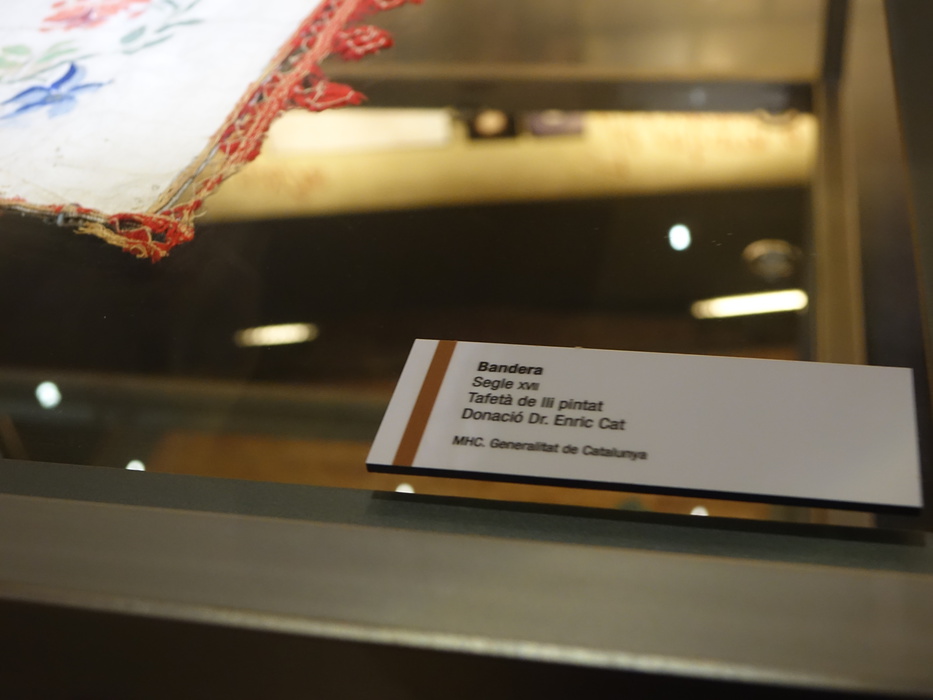 Bandera
Segle XVII
Tafetà de lli pintat
Donació Dr. Enric Cat
MHC. Generalitat de Catalunya